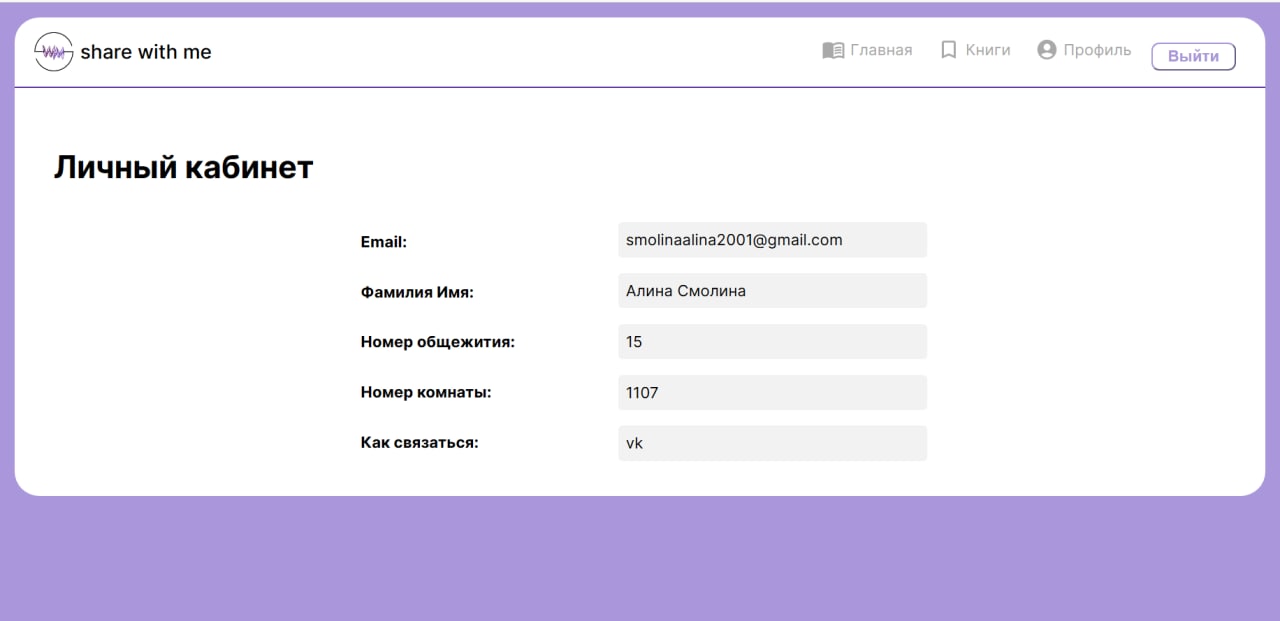 share with me
Главная Книги Профиль Выйти
Личный кабинет
Email: smolinaalina2001@gmail.com
Фамилия Имя: Алина Смолина
Номер общежития: 15
Номер комнаты: 1107
Как связаться: vk